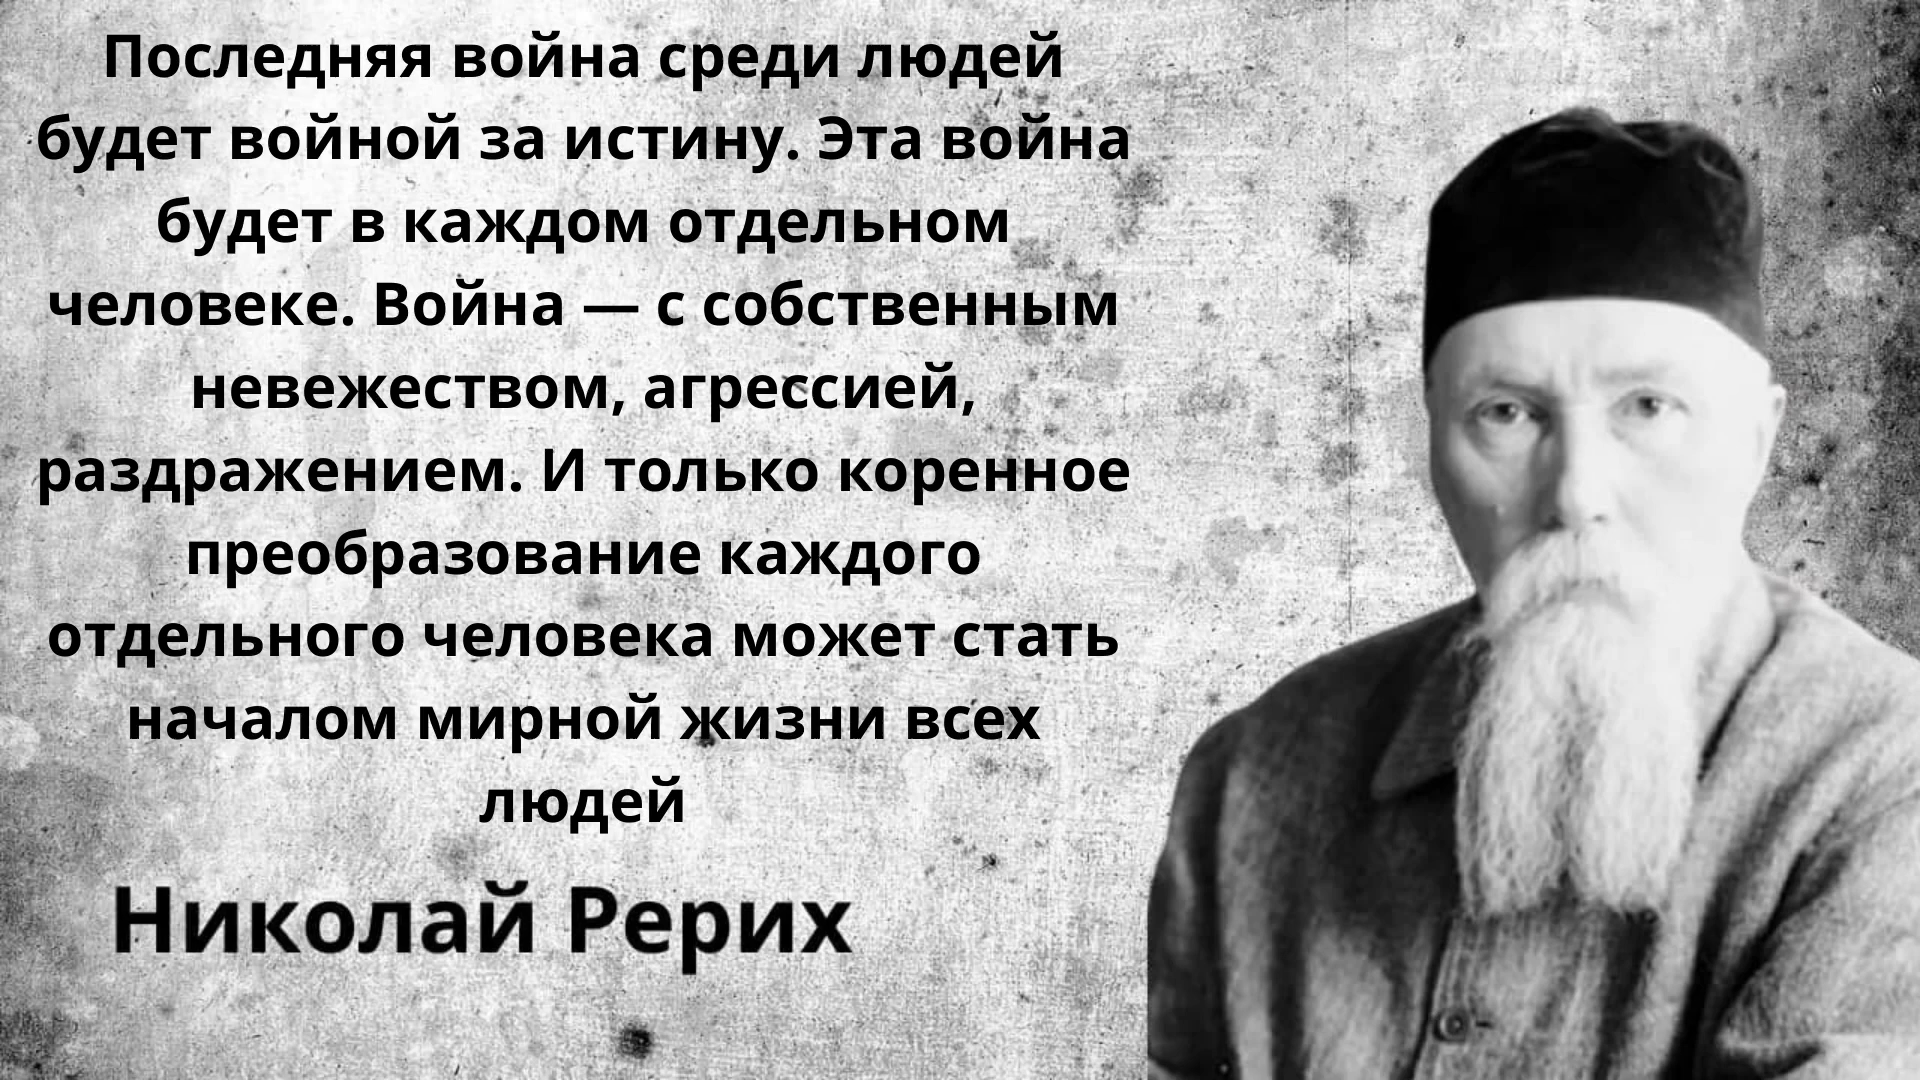 Последняя война среди людей
будет войной за истину. Эта война
будет в каждом отдельном
человеке. Война — с собственным
невежеством, агрессией,
раздражением. И только коренное
преобразование каждого
отдельного человека может стать
началом мирной жизни всех
людей
Николай Рерих